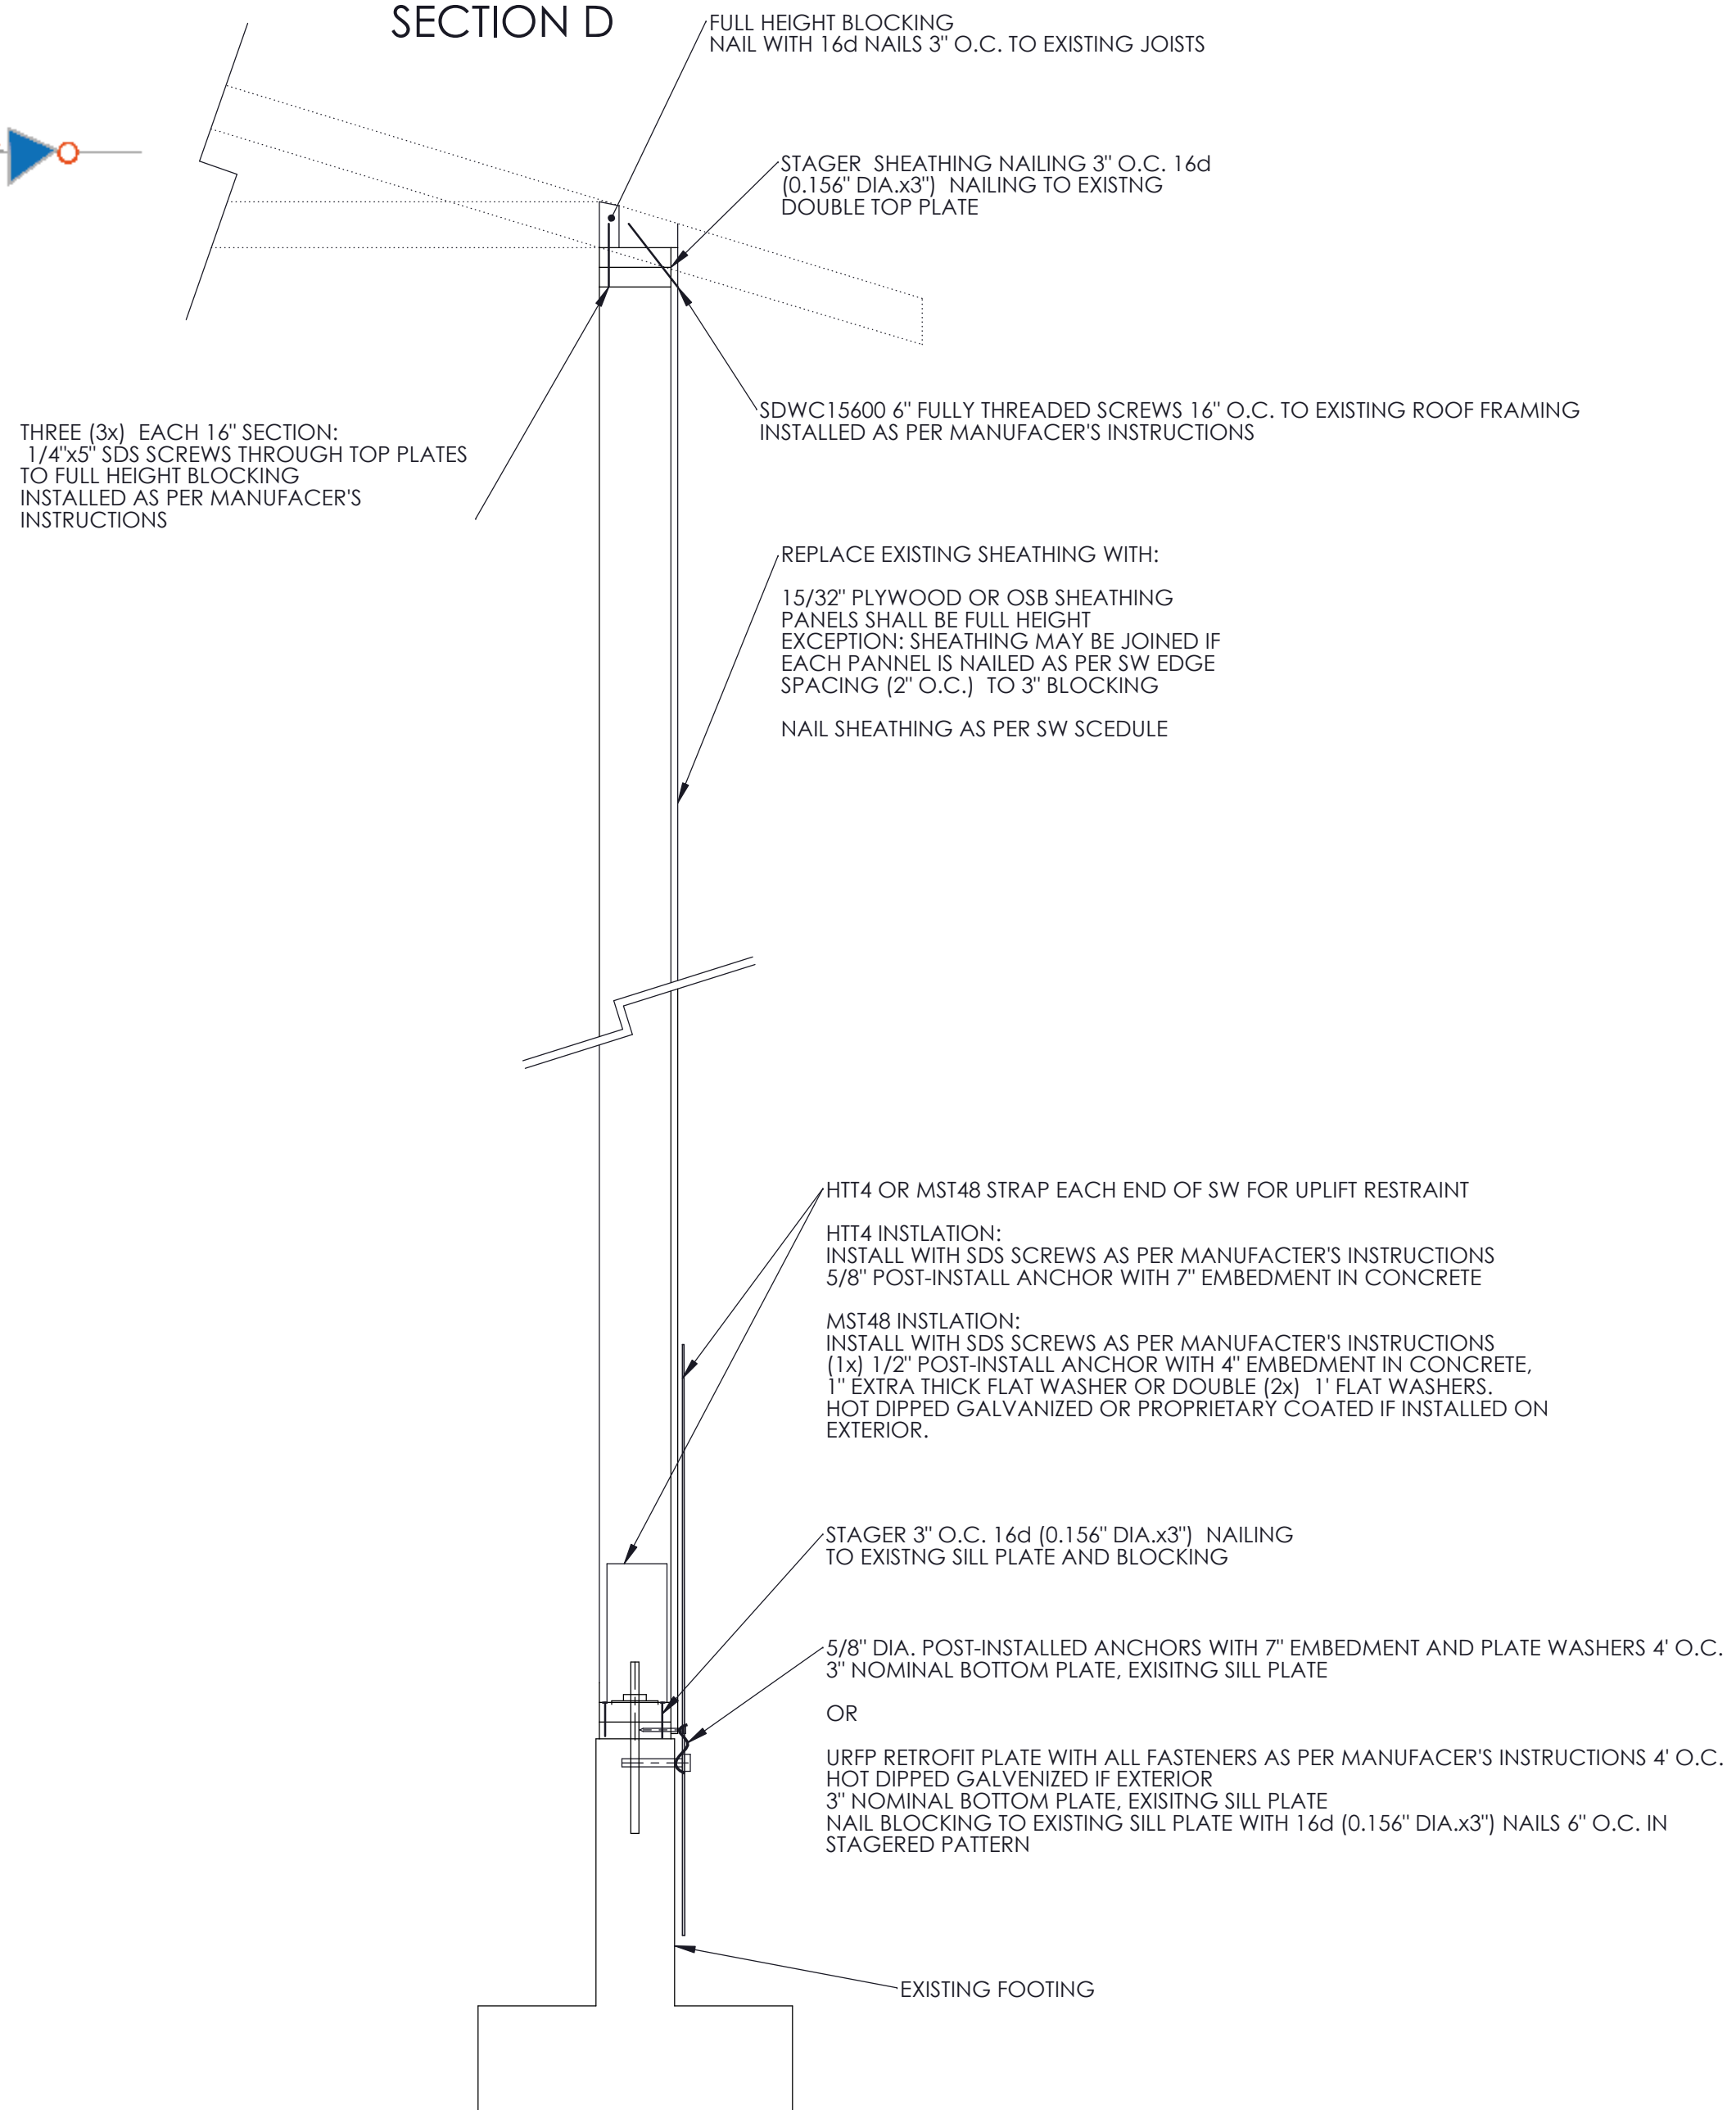 SECTION D
FULL HEIGHT BLOCKING
NAIL WITH 16d NAILS 3" O.C. TO EXISTING JOISTS
STAGER SHEATHING NAILING 3" O.C. 16d
(0.156" DIA.x3") NAILING TO EXISTNG
DOUBLE TOP PLATE
SDWC15600 6" FULLY THREADED SCREWS 16" O.C. TO EXISTING ROOF FRAMING
INSTALLED AS PER MANUFACER'S INSTRUCTIONS
THREE (3x) EACH 16" SECTION:
1/4"x5" SDS SCREWS THROUGH TOP PLATES
TO FULL HEIGHT BLOCKING
INSTALLED AS PER MANUFACER'S
INSTRUCTIONS
REPLACE EXISTING SHEATHING WITH:
15/32" PLYWOOD OR OSB SHEATHING
PANELS SHALL BE FULL HEIGHT
EXCEPTION: SHEATHING MAY BE JOINED IF
EACH PANNEL IS NAILED AS PER SW EDGE
SPACING (2" O.C.) TO 3" BLOCKING
NAIL SHEATHING AS PER SW SCEDULE
HTT4 OR MST48 STRAP EACH END OF SW FOR UPLIFT RESTRAINT
HTT4 INSTLATION:
INSTALL WITH SDS SCREWS AS PER MANUFACTER'S INSTRUCTIONS
5/8" POST-INSTALL ANCHOR WITH 7" EMBEDMENT IN CONCRETE
MST48 INSTLATION:
INSTALL WITH SDS SCREWS AS PER MANUFACTER'S INSTRUCTIONS
(1x) 1/2" POST-INSTALL ANCHOR WITH 4" EMBEDMENT IN CONCRETE,
1" EXTRA THICK FLAT WASHER OR DOUBLE (2x) 1' FLAT WASHERS.
HOT DIPPED GALVANIZED OR PROPRIETARY COATED IF INSTALLED ON
EXTERIOR.
STAGER 3" O.C. 16d (0.156" DIA.x3") NAILING
TO EXISTNG SILL PLATE AND BLOCKING
5/8" DIA. POST-INSTALLED ANCHORS WITH 7" EMBEDMENT AND PLATE WASHERS 4' O.C.
3" NOMINAL BOTTOM PLATE, EXISITNG SILL PLATE
OR
URFP RETROFIT PLATE WITH ALL FASTENERS AS PER MANUFACER'S INSTRUCTIONS 4' O.C.
HOT DIPPED GALVENIZED IF EXTERIOR
3" NOMINAL BOTTOM PLATE, EXISITNG SILL PLATE
NAIL BLOCKING TO EXISTING SILL PLATE WITH 16d (0.156" DIA.x3") NAILS 6" O.C. IN
STAGERED PATTERN
EXISTING FOOTING